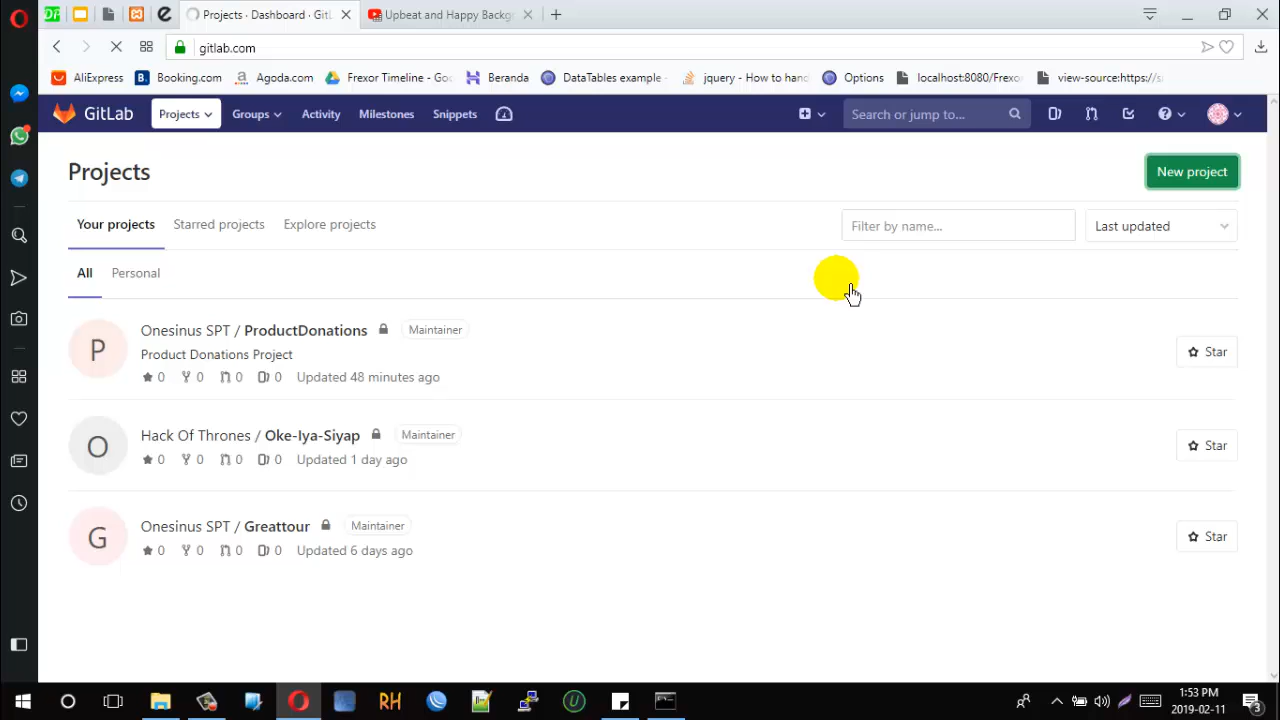 Projects · Dashboard · GitL
Upbeat and Happy Backg
gitlab.com
AliExpress
Booking.com
Agoda.com
Frexor Timeline - Goo
Beranda
DataTables example -
jquery - How to hand
Options
localhost:8080/Frexo
view-source:https://s
GitLab
Projects
Groups
Activity
Milestones
Snippets
Search or jump to...
Projects
New project
Your projects
Starred projects
Explore projects
Filter by name...
Last updated
All
Personal
P
Onesinus SPT / ProductDonations
Maintainer
Product Donations Project
0 0 0 0 Updated 48 minutes ago
Star
O
Hack Of Thrones / Oke-Iya-Siyap
Maintainer
0 0 0 0 Updated 1 day ago
Star
G
Onesinus SPT / Greattour
Maintainer
0 0 0 0 Updated 6 days ago
Star
RH
1:53 PM
2019-02-11
3